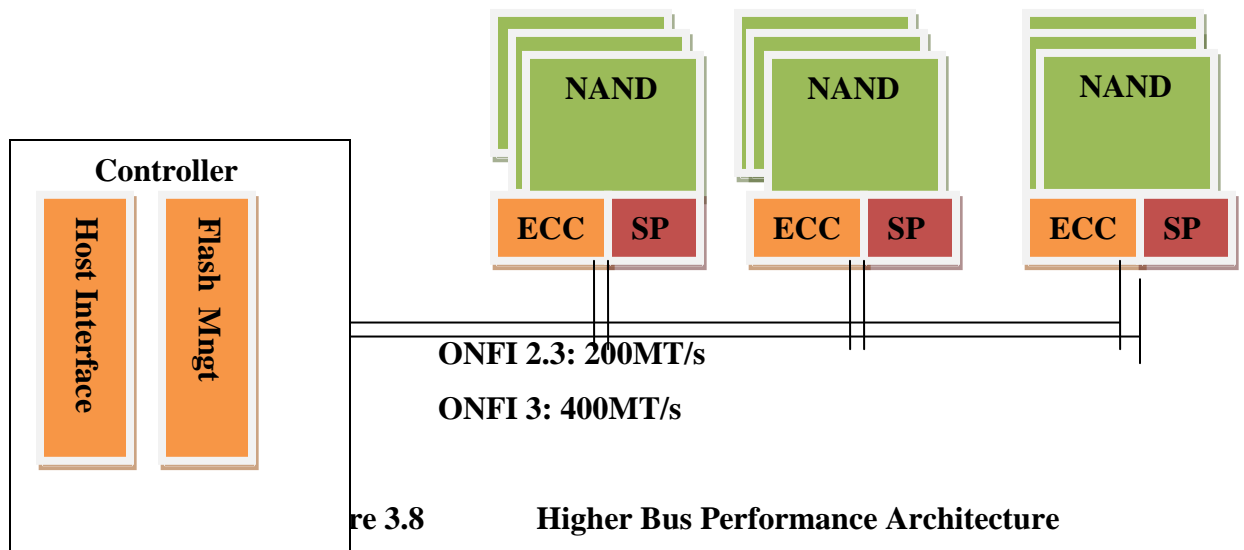 NAND NAND NAND
Controller
Host Interface
Flash Mngt
ECC SP ECC SP ECC SP
ONFI 2.3: 200MT/s
ONFI 3: 400MT/s
re 3.8 Higher Bus Performance Architecture